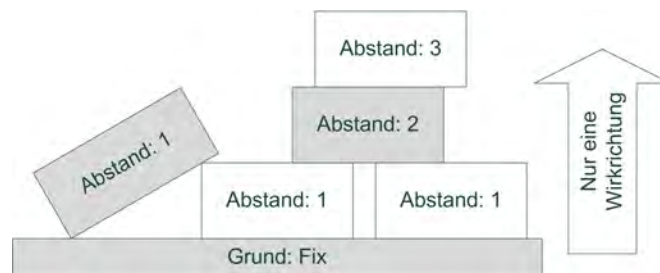 Abstand: 3
Abstand: 2
Abstand: 1
Abstand: 1
Abstand: 1
Grund: Fix
Nur eine
Wirkrichtung